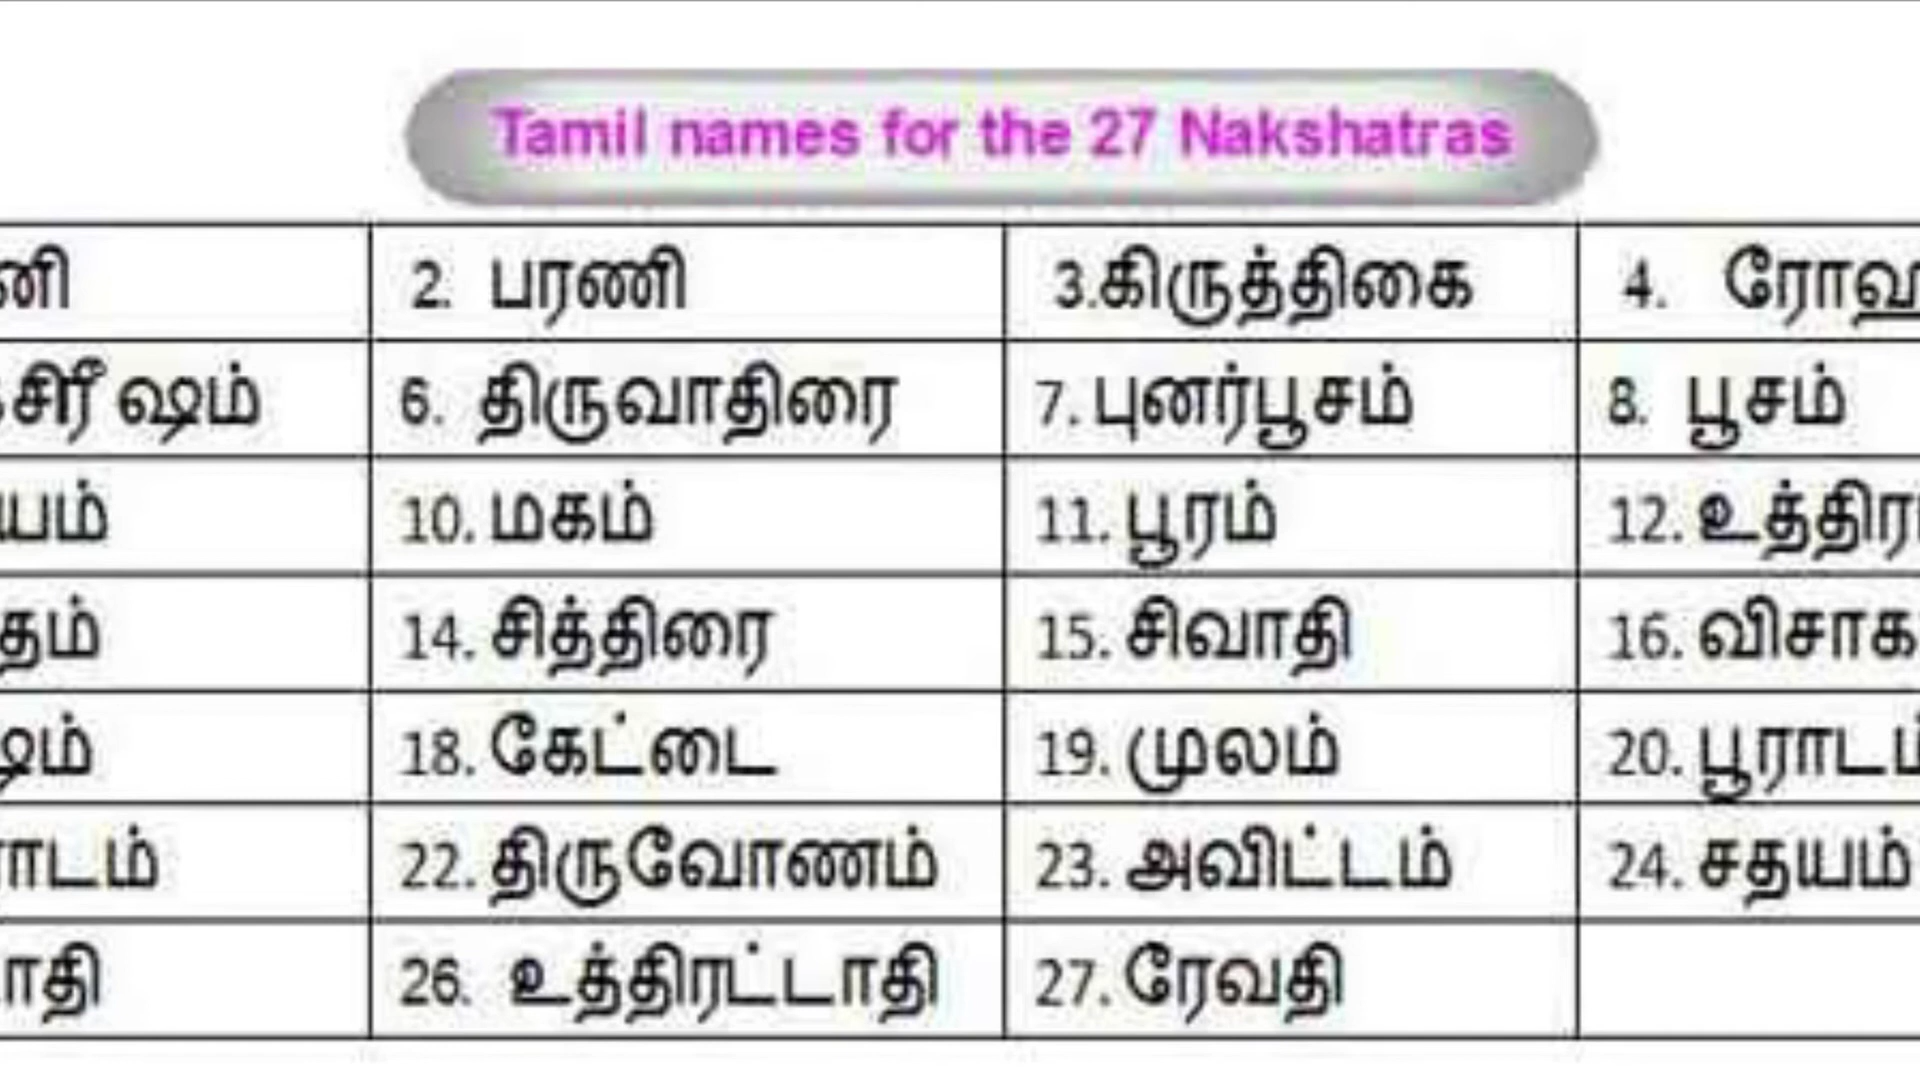 Tamil names for the 27 Nakshatras
2. பரணி 3.கிருத்திகை 4.
6. திருவாதிரை 7. புனர்பூசம் 8. பூசம்
10. மகம் 11. பூரம் 12.
14. சித்திரை 15. சிவாதி 16.
18. கேட்டை 19. முலம் 20. பூராடம்
22. திருவோணம் 23. அவிட்டம் 24. சதயம்
26. உத்திரட்டாதி 27. ரேவதி